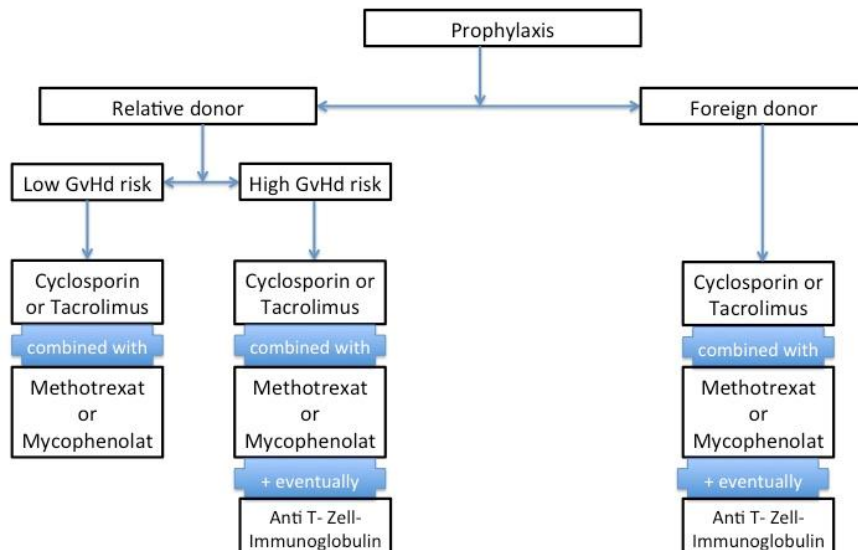 Prophylaxis
Relative donor
Foreign donor
Low GvHd risk
High GvHd risk
Cyclosporin
or Tacrolimus
combined with
Methotrexat
or
Mycophenolat
Cyclosporin or
Tacrolimus
combined with
Methotrexat
or
Mycophenolat
+ eventually
Anti T- Zell-
Immunoglobulin
Cyclosporin or
Tacrolimus
combined with
Methotrexat
or
Mycophenolat
+ eventually
Anti T- Zell-
Immunoglobulin